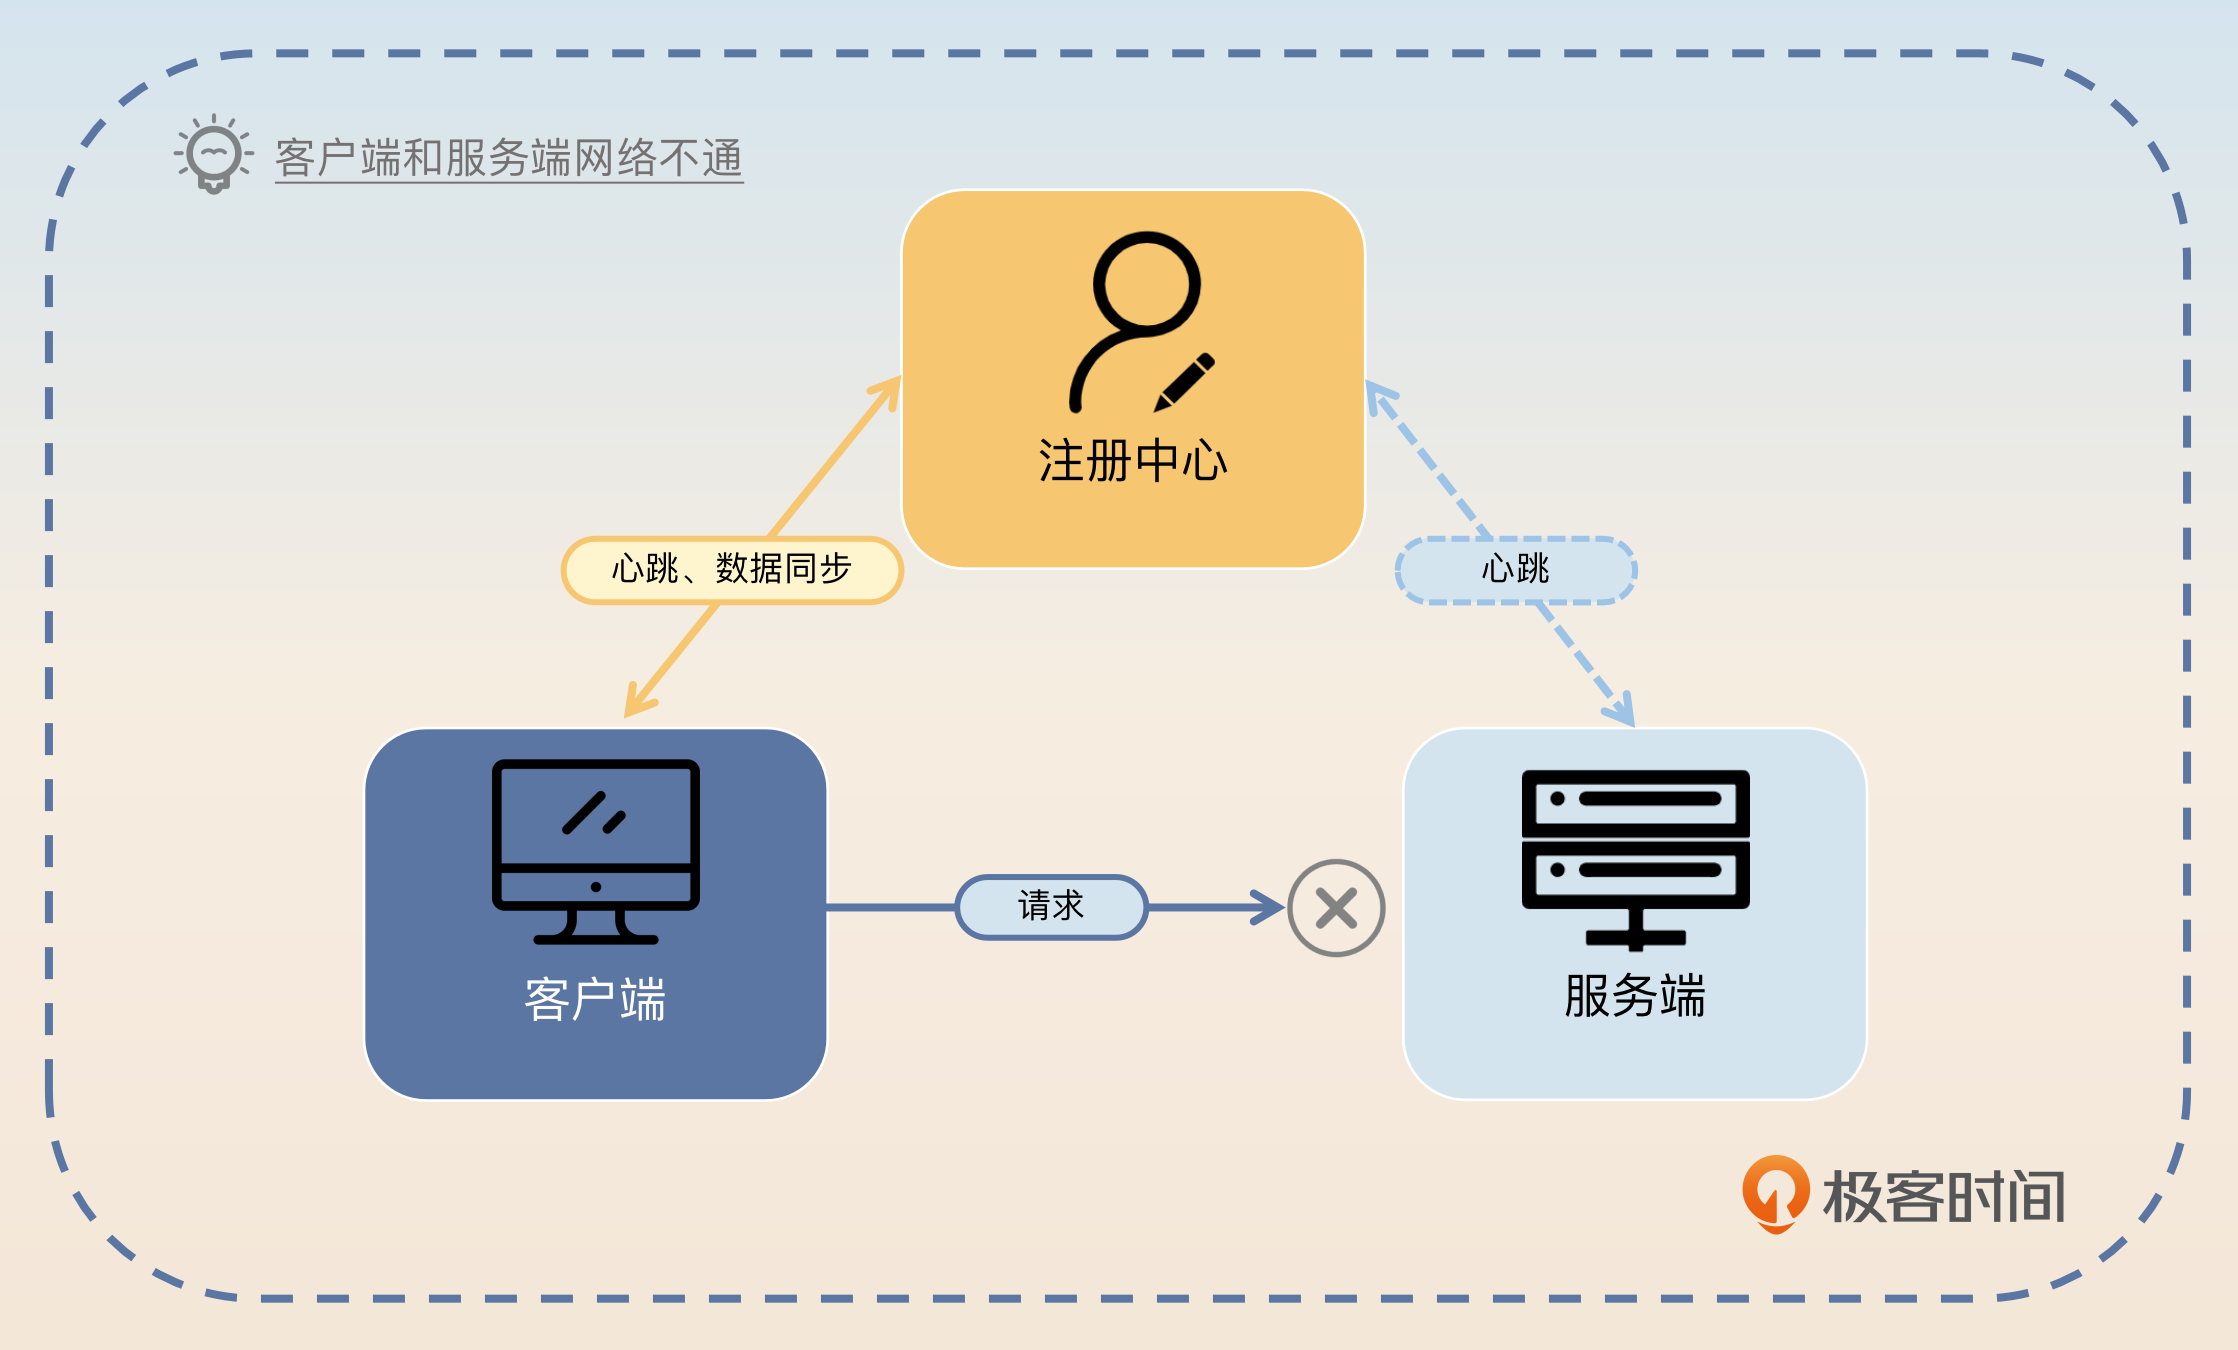 客户端和服务端网络不通
注册中心
心跳、数据同步
心跳
请求
客户端
服务端
极客时间